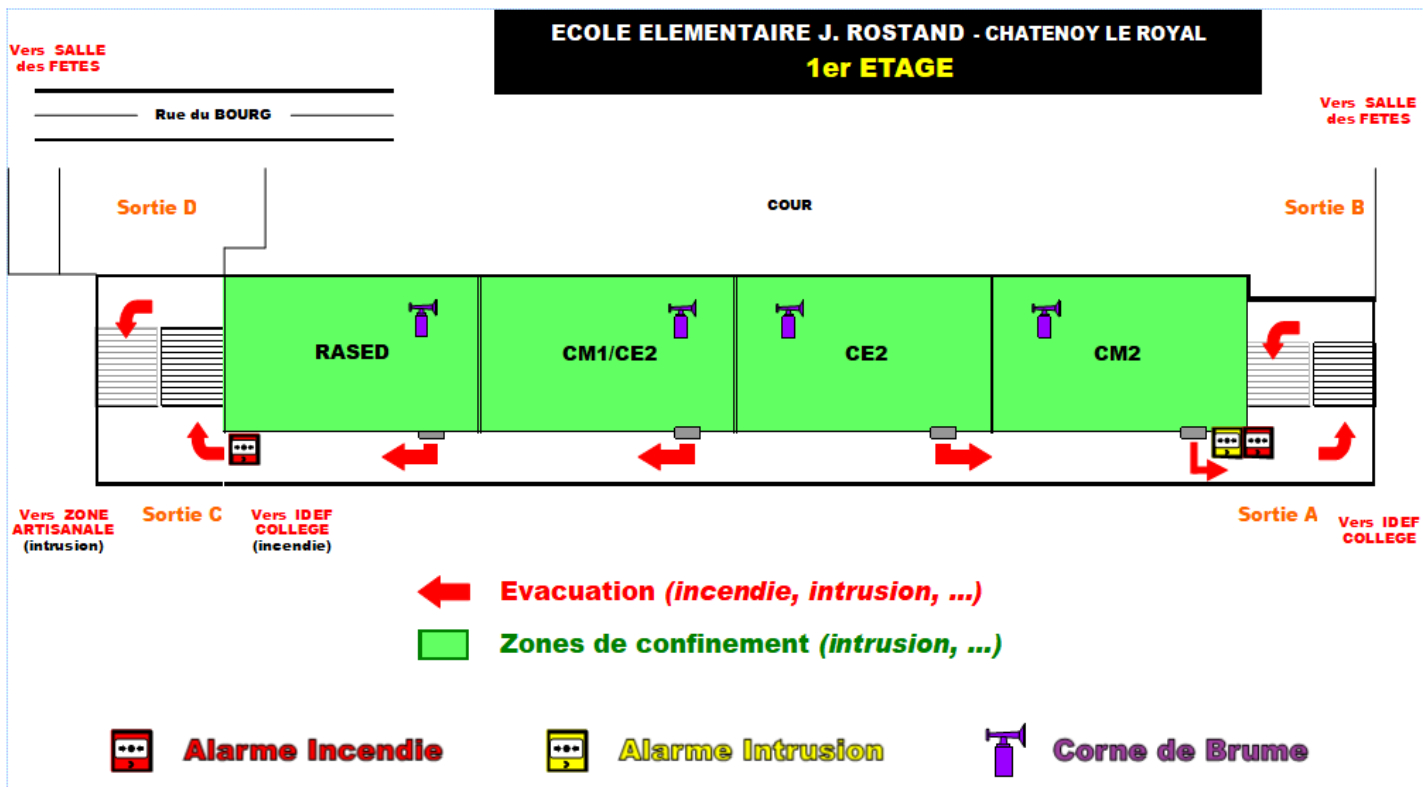 ECOLE ELEMENTAIRE J. ROSTAND - CHATENOY LE ROYAL
1er ETAGE
Vers SALLE
des FETES
Rue du BOURG
Vers SALLE
des FETES
Sortie D
COUR
Sortie B
RASED
CM1/CE2
CE2
CM2
Vers ZONE
ARTISANALE
(intrusion)
Sortie C
Vers IDEF
COLLEGE
(incendie)
Sortie A
Vers IDEF
COLLEGE
Evacuation (incendie, intrusion, ...)
Zones de confinement (intrusion, ...)
Alarme Incendie
Alarme Intrusion
Corne de Brume